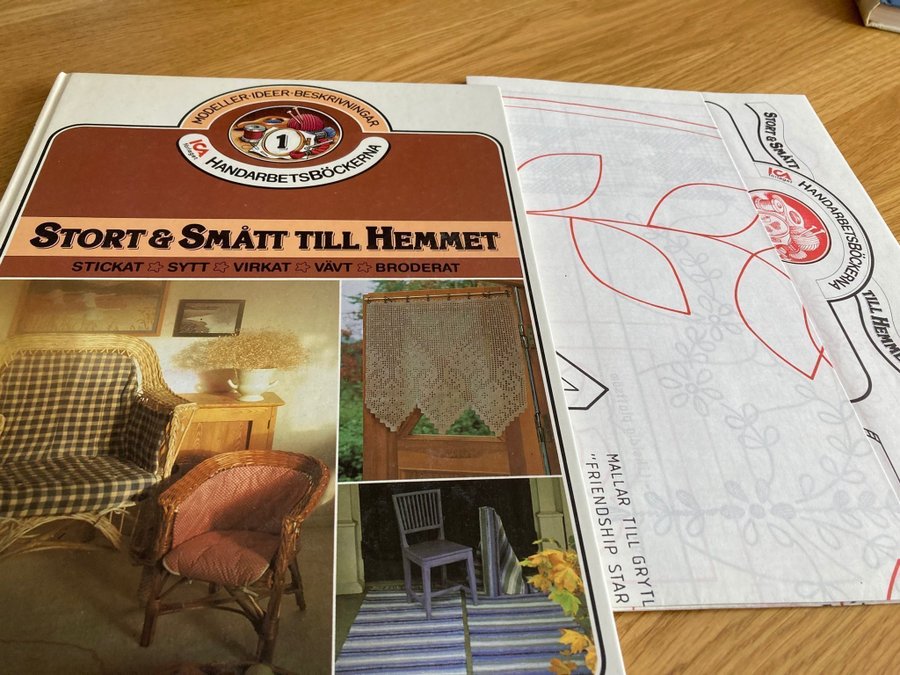 MODELLER·IDEER·BESKRIVNINGAR
1
ICA
HANDARBETSBÖCKERNA
STORT & SMÅTT TILL HEMMET
STICKAT ☆ SYTT ☆ VIRKAT ☆ VÄVT ☆ BRODERAT
STORT & SMÅTT
ICA
HANDARBETSBÖCKERNA
TILL HEMME
MALLAR TILL GRYTL
"FRIENDSHIP STAR